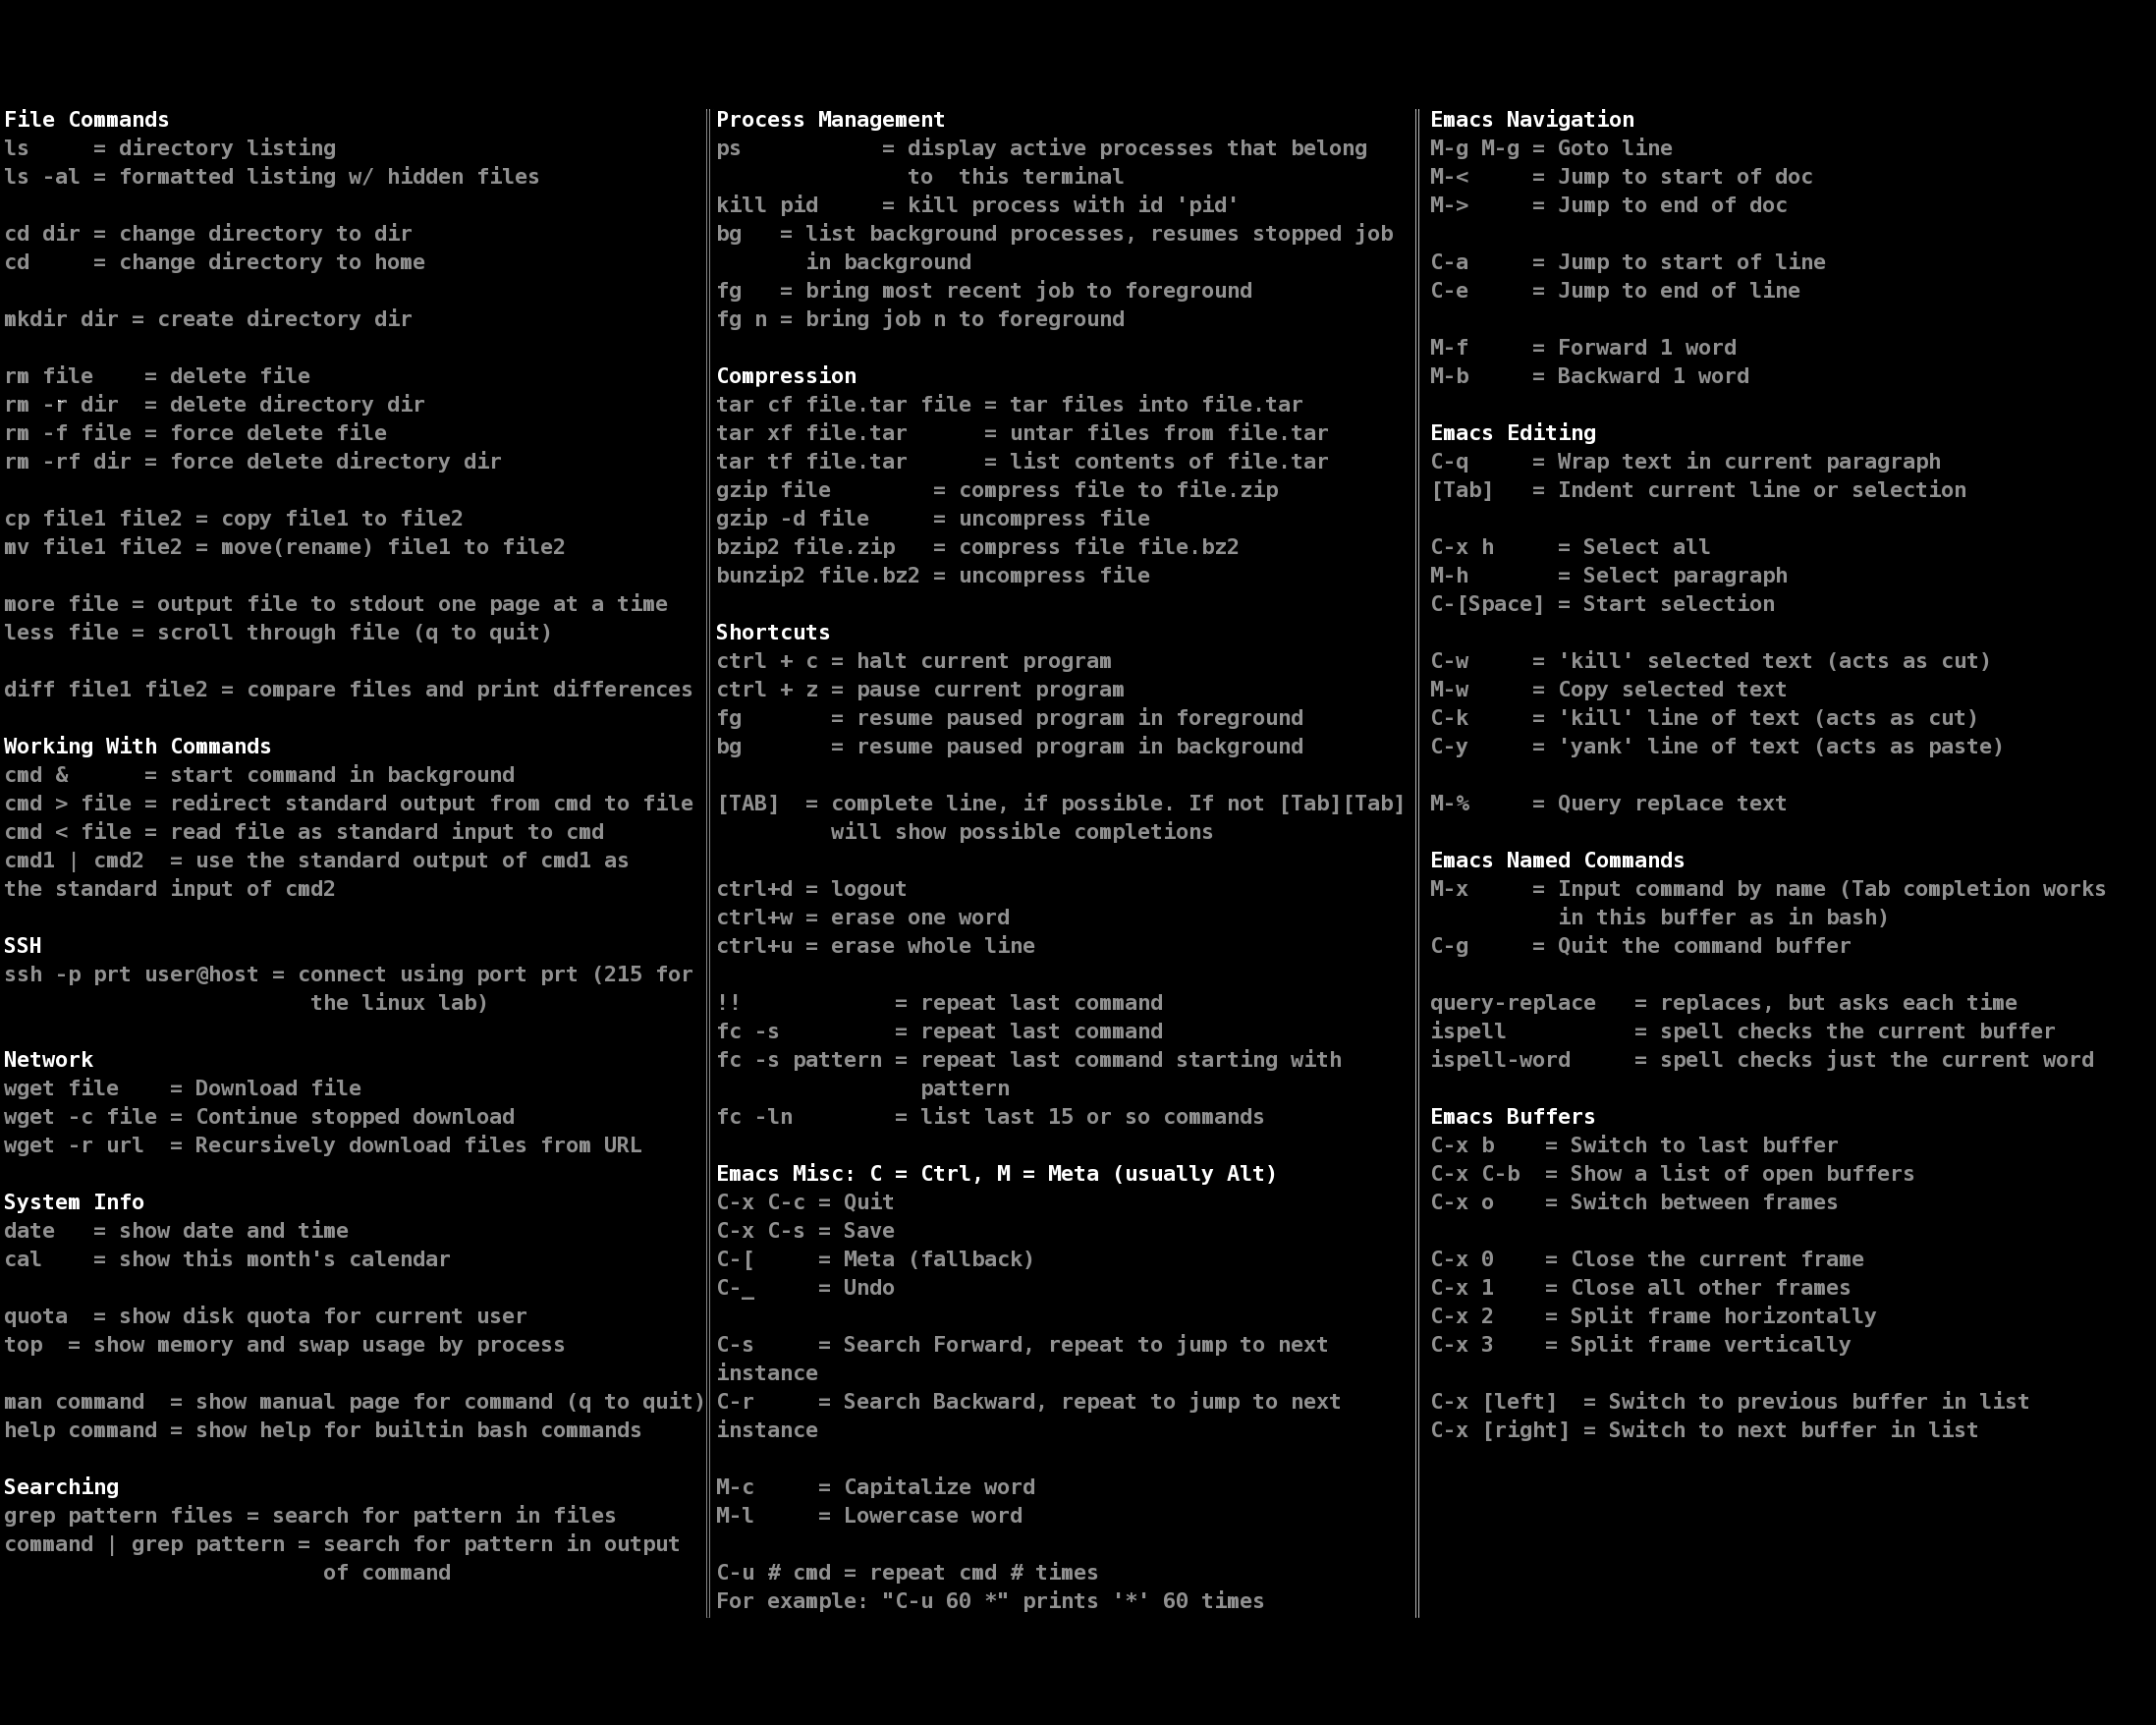 File Commands
ls     = directory listing
ls -al = formatted listing w/ hidden files
cd dir = change directory to dir
cd     = change directory to home
mkdir dir = create directory dir
rm file    = delete file
rm -r dir  = delete directory dir
rm -f file = force delete file
rm -rf dir = force delete directory dir
cp file1 file2 = copy file1 to file2
mv file1 file2 = move(rename) file1 to file2
more file = output file to stdout one page at a time
less file = scroll through file (q to quit)
diff file1 file2 = compare files and print differences
Working With Commands
cmd &      = start command in background
cmd > file = redirect standard output from cmd to file
cmd < file = read file as standard input to cmd
cmd1 | cmd2  = use the standard output of cmd1 as
the standard input of cmd2
SSH
ssh -p prt user@host = connect using port prt (215 for
the linux lab)
Network
wget file    = Download file
wget -c file = Continue stopped download
wget -r url  = Recursively download files from URL
System Info
date   = show date and time
cal    = show this month's calendar
quota  = show disk quota for current user
top  = show memory and swap usage by process
man command  = show manual page for command (q to quit)
help command = show help for builtin bash commands
Searching
grep pattern files = search for pattern in files
command | grep pattern = search for pattern in output
of command
Process Management
ps           = display active processes that belong
to  this terminal
kill pid     = kill process with id 'pid'
bg   = list background processes, resumes stopped job
in background
fg   = bring most recent job to foreground
fg n = bring job n to foreground
Compression
tar cf file.tar file = tar files into file.tar
tar xf file.tar      = untar files from file.tar
tar tf file.tar      = list contents of file.tar
gzip file        = compress file to file.zip
gzip -d file     = uncompress file
bzip2 file.zip   = compress file file.bz2
bunzip2 file.bz2 = uncompress file
Shortcuts
ctrl + c = halt current program
ctrl + z = pause current program
fg       = resume paused program in foreground
bg       = resume paused program in background
[TAB]  = complete line, if possible. If not [Tab][Tab]
will show possible completions
ctrl+d = logout
ctrl+w = erase one word
ctrl+u = erase whole line
!!            = repeat last command
fc -s         = repeat last command
fc -s pattern = repeat last command starting with
pattern
fc -ln        = list last 15 or so commands
Emacs Misc: C = Ctrl, M = Meta (usually Alt)
C-x C-c = Quit
C-x C-s = Save
C-[     = Meta (fallback)
C-_     = Undo
C-s     = Search Forward, repeat to jump to next
instance
C-r     = Search Backward, repeat to jump to next
instance
M-c     = Capitalize word
M-l     = Lowercase word
C-u # cmd = repeat cmd # times
For example: "C-u 60 *" prints '*' 60 times
Emacs Navigation
M-g M-g = Goto line
M-<     = Jump to start of doc
M->     = Jump to end of doc
C-a     = Jump to start of line
C-e     = Jump to end of line
M-f     = Forward 1 word
M-b     = Backward 1 word
Emacs Editing
C-q     = Wrap text in current paragraph
[Tab]   = Indent current line or selection
C-x h     = Select all
M-h       = Select paragraph
C-[Space] = Start selection
C-w     = 'kill' selected text (acts as cut)
M-w     = Copy selected text
C-k     = 'kill' line of text (acts as cut)
C-y     = 'yank' line of text (acts as paste)
M-%     = Query replace text
Emacs Named Commands
M-x     = Input command by name (Tab completion works
in this buffer as in bash)
C-g     = Quit the command buffer
query-replace   = replaces, but asks each time
ispell          = spell checks the current buffer
ispell-word     = spell checks just the current word
Emacs Buffers
C-x b    = Switch to last buffer
C-x C-b  = Show a list of open buffers
C-x o    = Switch between frames
C-x 0    = Close the current frame
C-x 1    = Close all other frames
C-x 2    = Split frame horizontally
C-x 3    = Split frame vertically
C-x [left]  = Switch to previous buffer in list
C-x [right] = Switch to next buffer in list